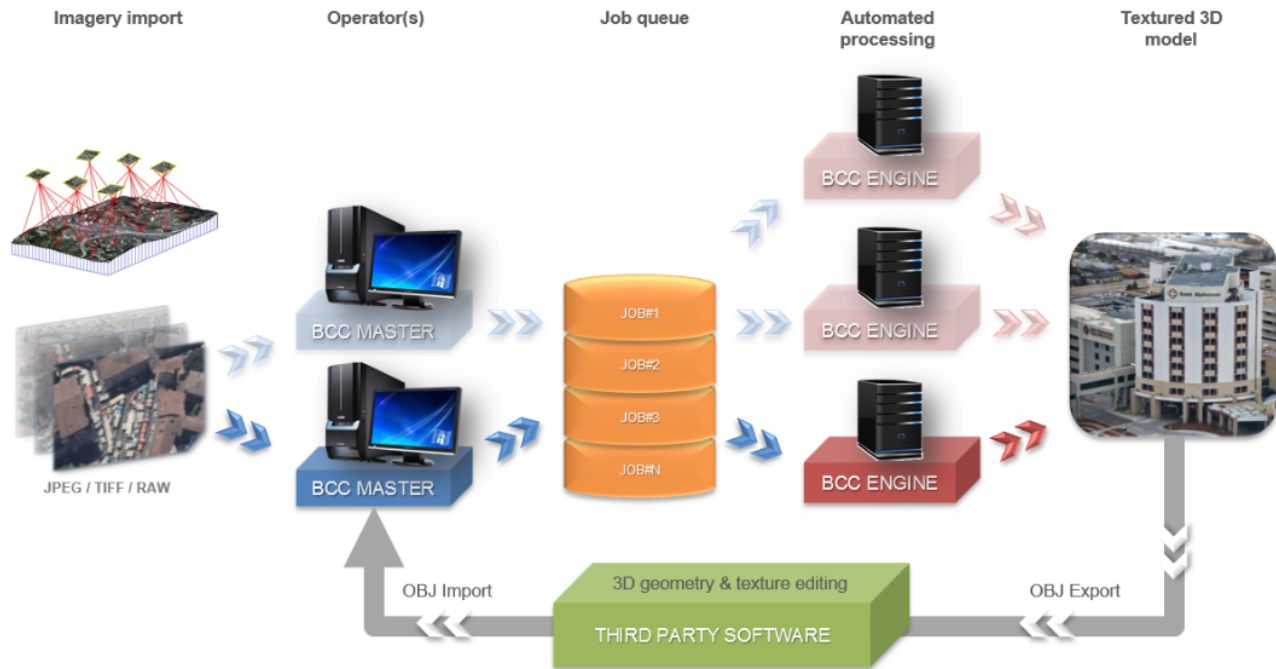 Imagery import
Operator(s)
Job queue
Automated
processing
Textured 3D
model
BCC ENGINE
BCC MASTER
JOB#1
BCC ENGINE
JOB#2
JOB#3
BCC MASTER
JOB#N
BCC ENGINE
JPEG / TIFF / RAW
OBJ Import
3D geometry & texture editing
OBJ Export
THIRD PARTY SOFTWARE